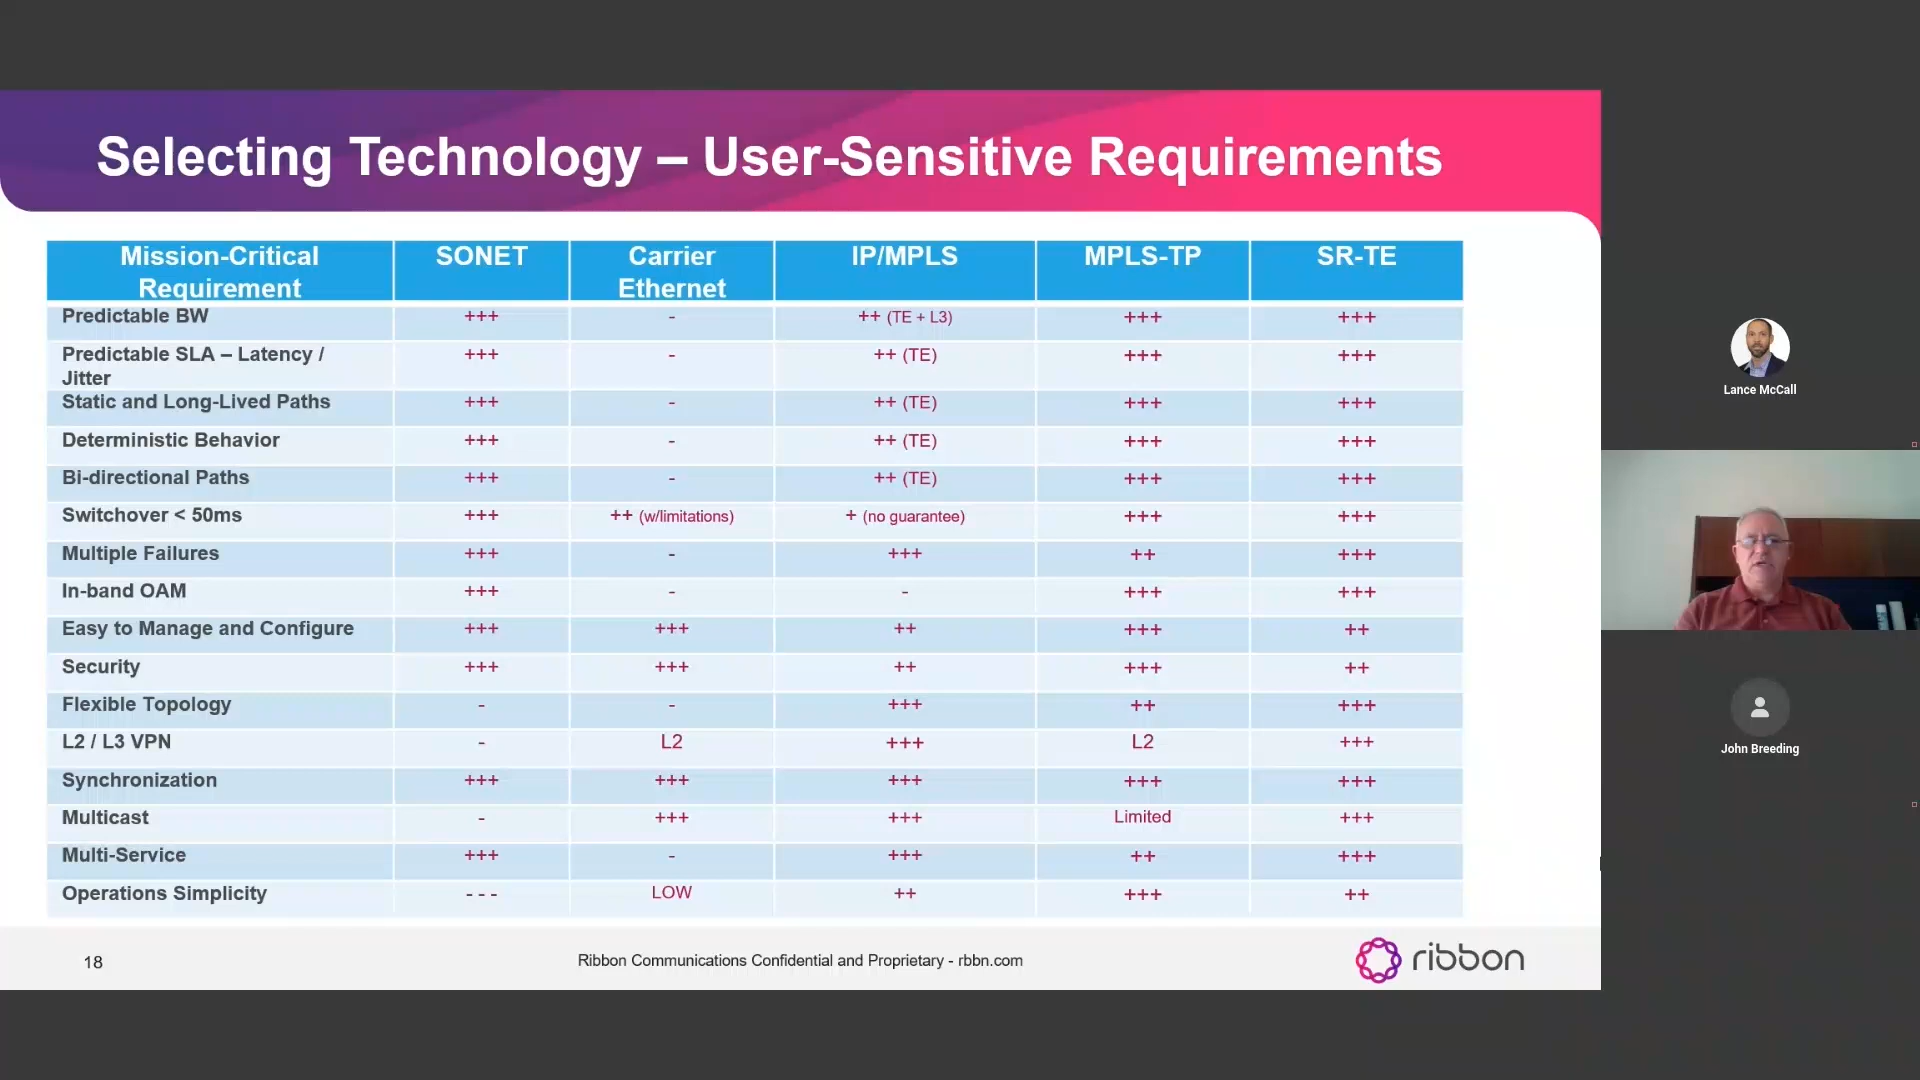 Selecting Technology – User-Sensitive Requirements
Mission-Critical Requirement SONET Carrier Ethernet IP/MPLS MPLS-TP SR-TE
Predictable BW +++ - ++ (TE + L3) +++ +++
Predictable SLA – Latency / Jitter +++ - ++ (TE) +++ +++
Static and Long-Lived Paths +++ - ++ (TE) +++ +++
Deterministic Behavior +++ - ++ (TE) +++ +++
Bi-directional Paths +++ - ++ (TE) +++ +++
Switchover < 50ms +++ ++ (w/limitations) + (no guarantee) +++ +++
Multiple Failures +++ - +++ ++ +++
In-band OAM +++ - - +++ +++
Easy to Manage and Configure +++ +++ ++ +++ ++
Security +++ +++ ++ +++ ++
Flexible Topology - - +++ ++ +++
L2 / L3 VPN - L2 +++ L2 +++
Synchronization +++ +++ +++ +++ +++
Multicast - +++ +++ Limited +++
Multi-Service +++ - +++ ++ +++
Operations Simplicity - - - LOW ++ +++ ++
18 Ribbon Communications Confidential and Proprietary - rbbn.com ribbon
Lance McCall
John Breeding